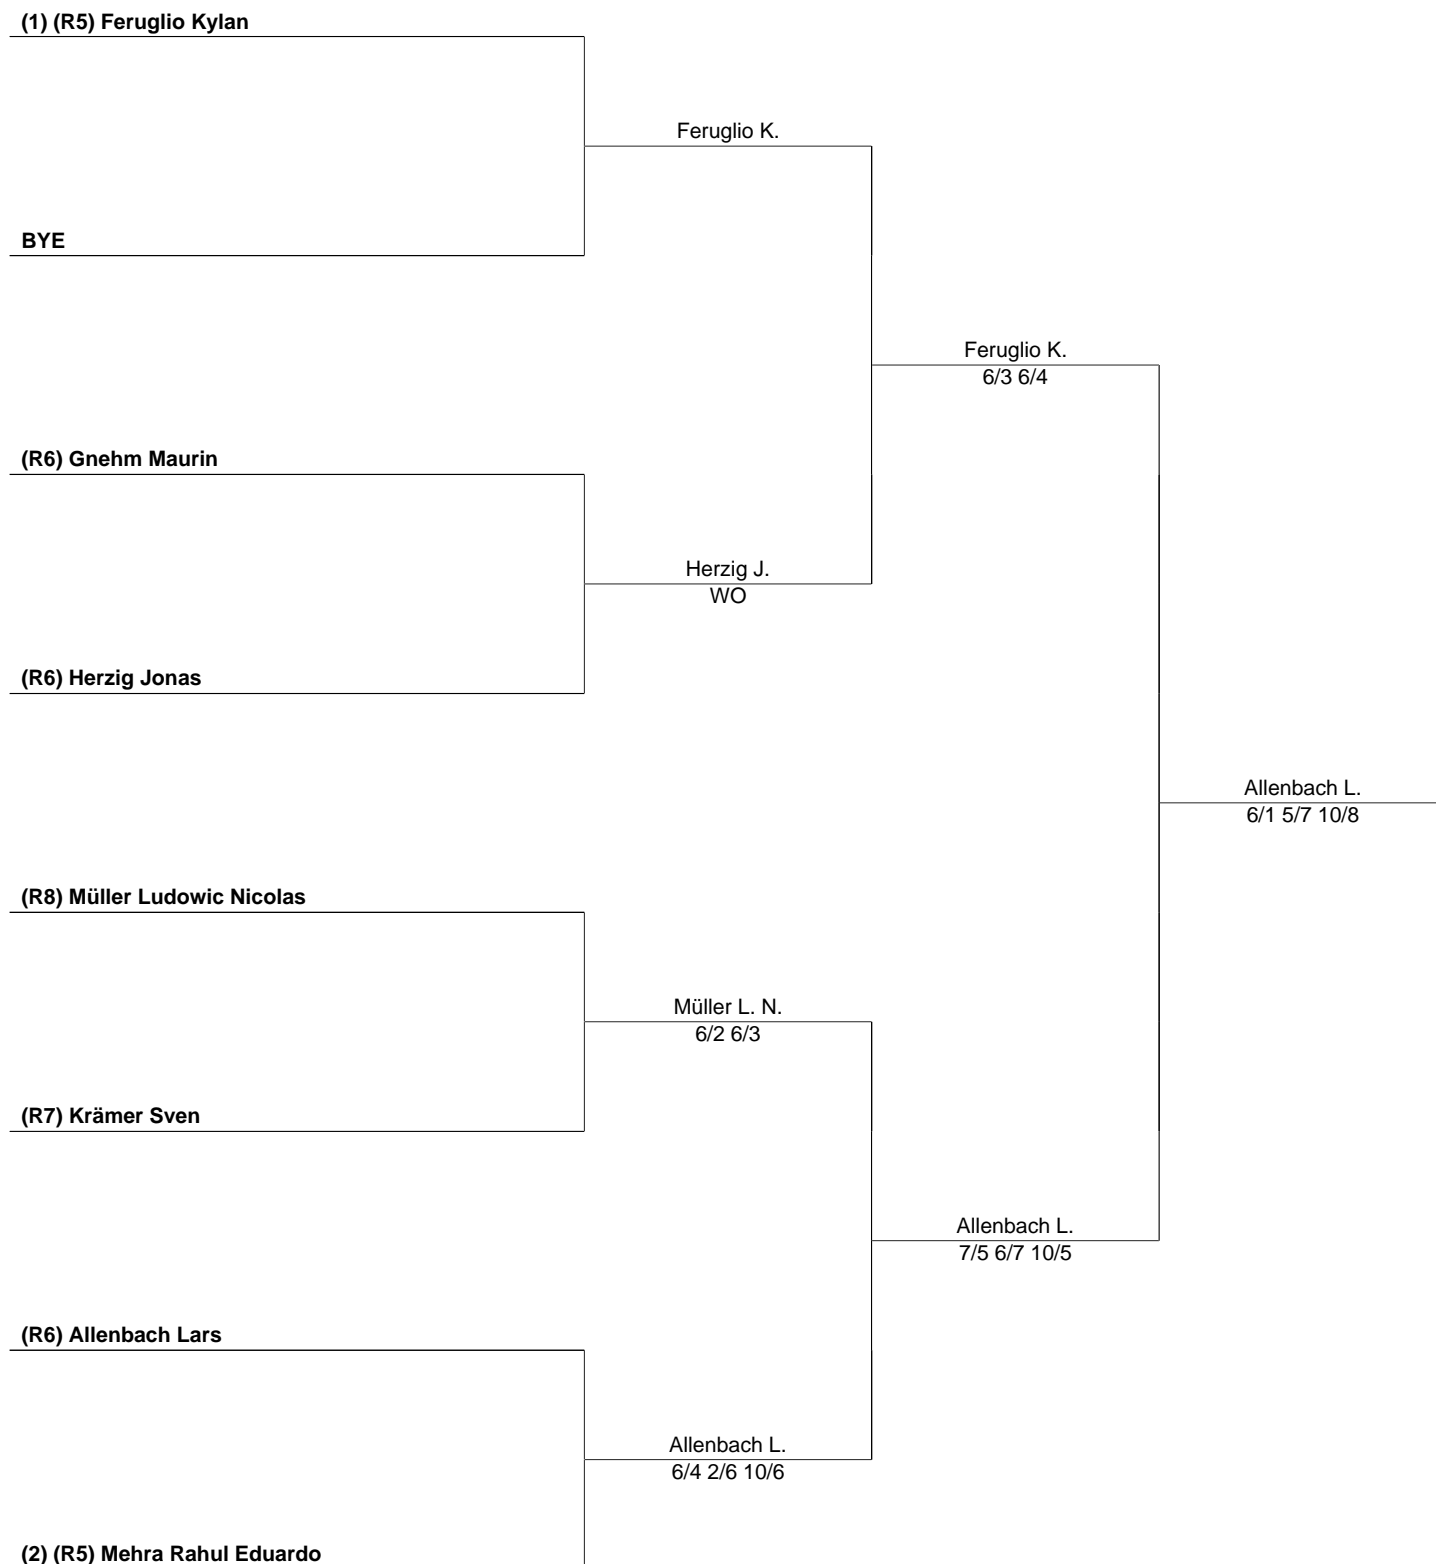 (1) (R5) Feruglio Kylan
Feruglio K.
BYE
Feruglio K.
6/3 6/4
(R6) Gnehm Maurin
Herzig J.
WO
(R6) Herzig Jonas
Allenbach L.
6/1 5/7 10/8
(R8) Müller Ludowic Nicolas
Müller L. N.
6/2 6/3
(R7) Krämer Sven
Allenbach L.
7/5 6/7 10/5
(R6) Allenbach Lars
Allenbach L.
6/4 2/6 10/6
(2) (R5) Mehra Rahul Eduardo